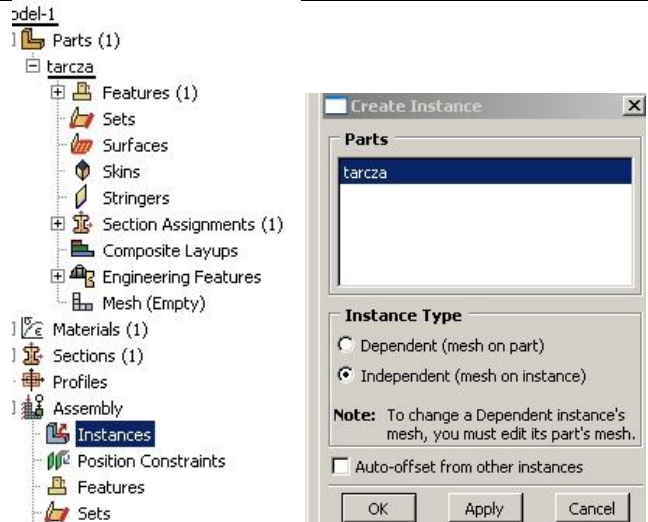 odel-1
Parts (1)
tarcza
Features (1)
Sets
Surfaces
Skins
Stringers
Section Assignments (1)
Composite Layups
Engineering Features
Mesh (Empty)
Materials (1)
Sections (1)
Profiles
Assembly
Instances
Position Constraints
Features
Sets
Create Instance
Parts
tarcza
Instance Type
Dependent (mesh on part)
Independent (mesh on instance)
Note: To change a Dependent instance's
mesh, you must edit its part's mesh.
Auto-offset from other instances
OK Apply Cancel